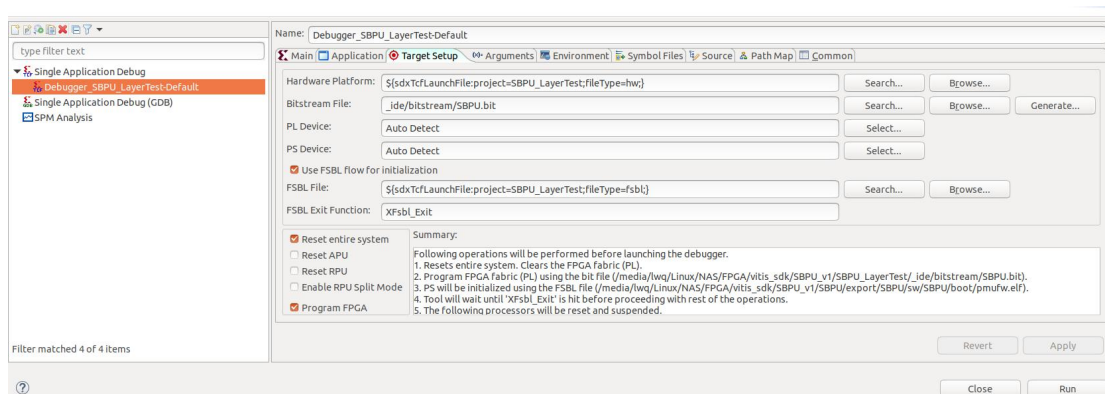 Name: Debugger_SBPU_LayerTest-Default
type filter text
Single Application Debug
Debugger_SBPU_LayerTest-Default
Single Application Debug (GDB)
SPM Analysis
Main Application Target Setup Arguments Environment Symbol Files Source Path Map Common
Hardware Platform: ${sdxTcfLaunchFile:project=SBPU_LayerTest;fileType=hw;} Search... Browse...
Bitstream File: _ide/bitstream/SBPU.bit Search... Browse... Generate...
PL Device: Auto Detect Select...
PS Device: Auto Detect Select...
Use FSBL flow for initialization
FSBL File: ${sdxTcfLaunchFile:project=SBPU_LayerTest;fileType=fsbl;} Search... Browse...
FSBL Exit Function: XFsbl_Exit
Reset entire system
Reset APU
Reset RPU
Enable RPU Split Mode
Program FPGA
Summary:
Following operations will be performed before launching the debugger.
1. Resets entire system. Clears the FPGA fabric (PL).
2. Program FPGA fabric (PL) using the bit file (/media/lwq/Linux/NAS/FPGA/vitis_sdk/SBPU_v1/SBPU_LayerTest/_ide/bitstream/SBPU.bit).
3. PS will be initialized using the FSBL file (/media/lwq/Linux/NAS/FPGA/vitis_sdk/SBPU_v1/SBPU/export/SBPU/sw/SBPU/boot/pmufw.elf).
4. Tool will wait until 'XFsbl_Exit' is hit before proceeding with rest of the operations.
5. The following processors will be reset and suspended.
Filter matched 4 of 4 items
Revert Apply
Close Run